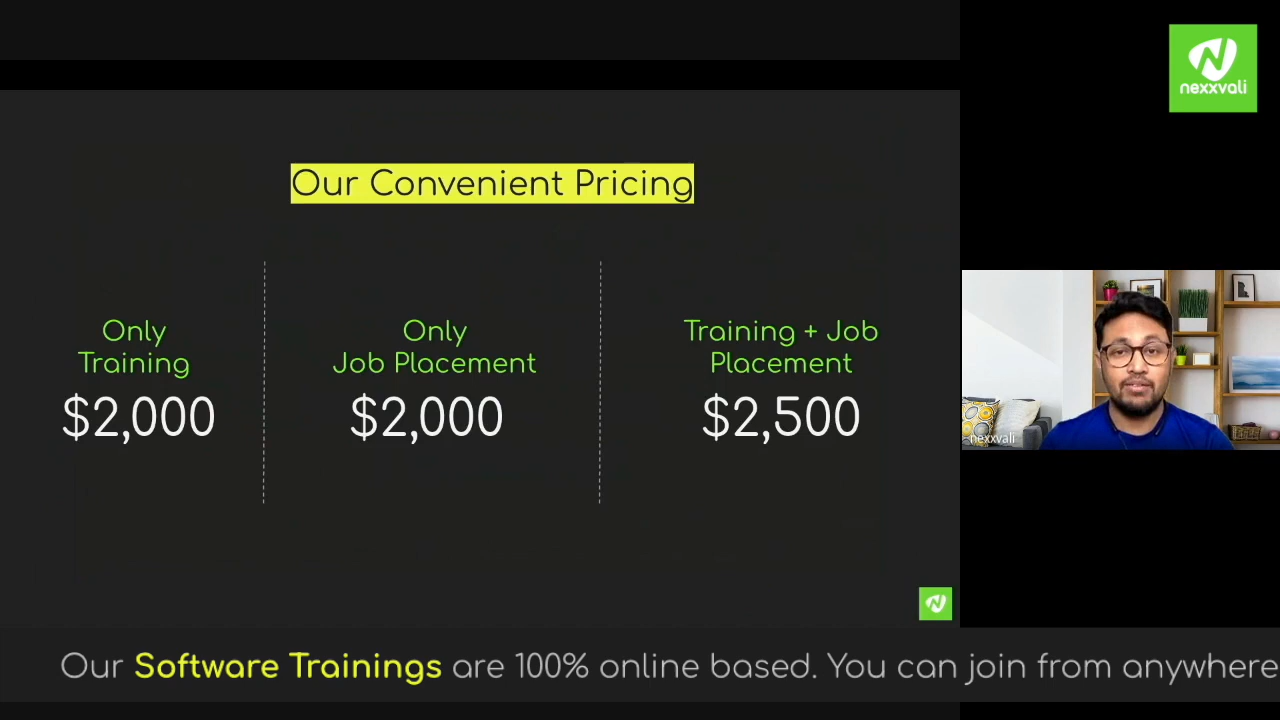 nexxvali
Our Convenient Pricing
Only
Training
$2,000
Only
Job Placement
$2,000
Training + Job
Placement
$2,500
nexxvali
Our Software Trainings are 100% online based. You can join from anywhere